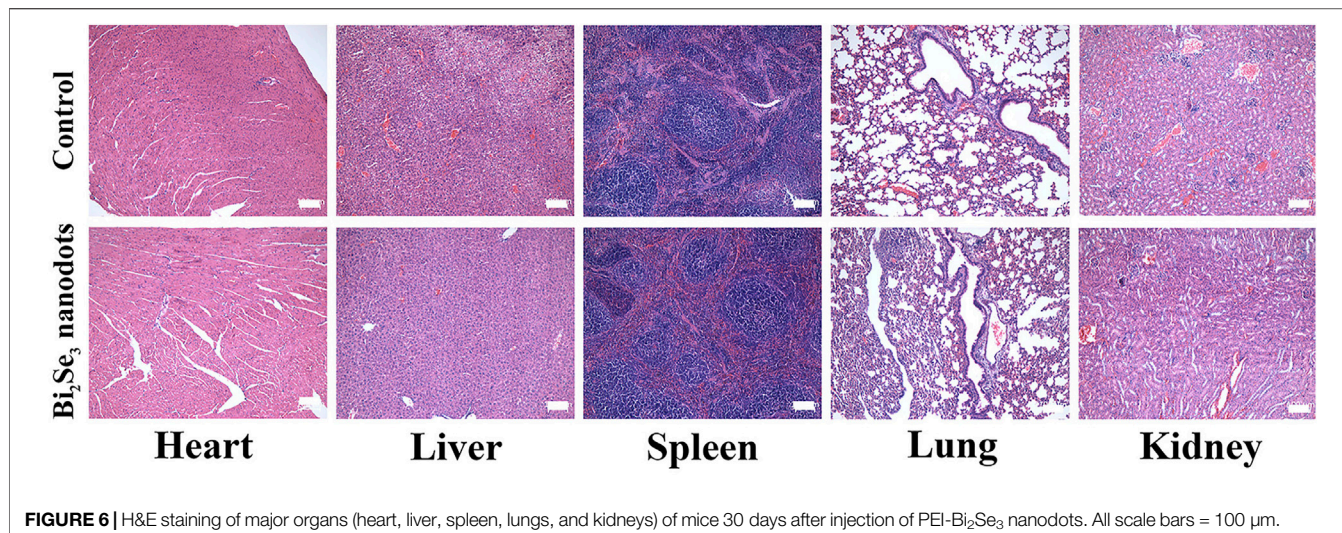 Control
Bi₂Se₃ nanodots
Heart Liver Spleen Lung Kidney
FIGURE 6 | H&E staining of major organs (heart, liver, spleen, lungs, and kidneys) of mice 30 days after injection of PEI-Bi₂Se₃ nanodots. All scale bars = 100 µm.